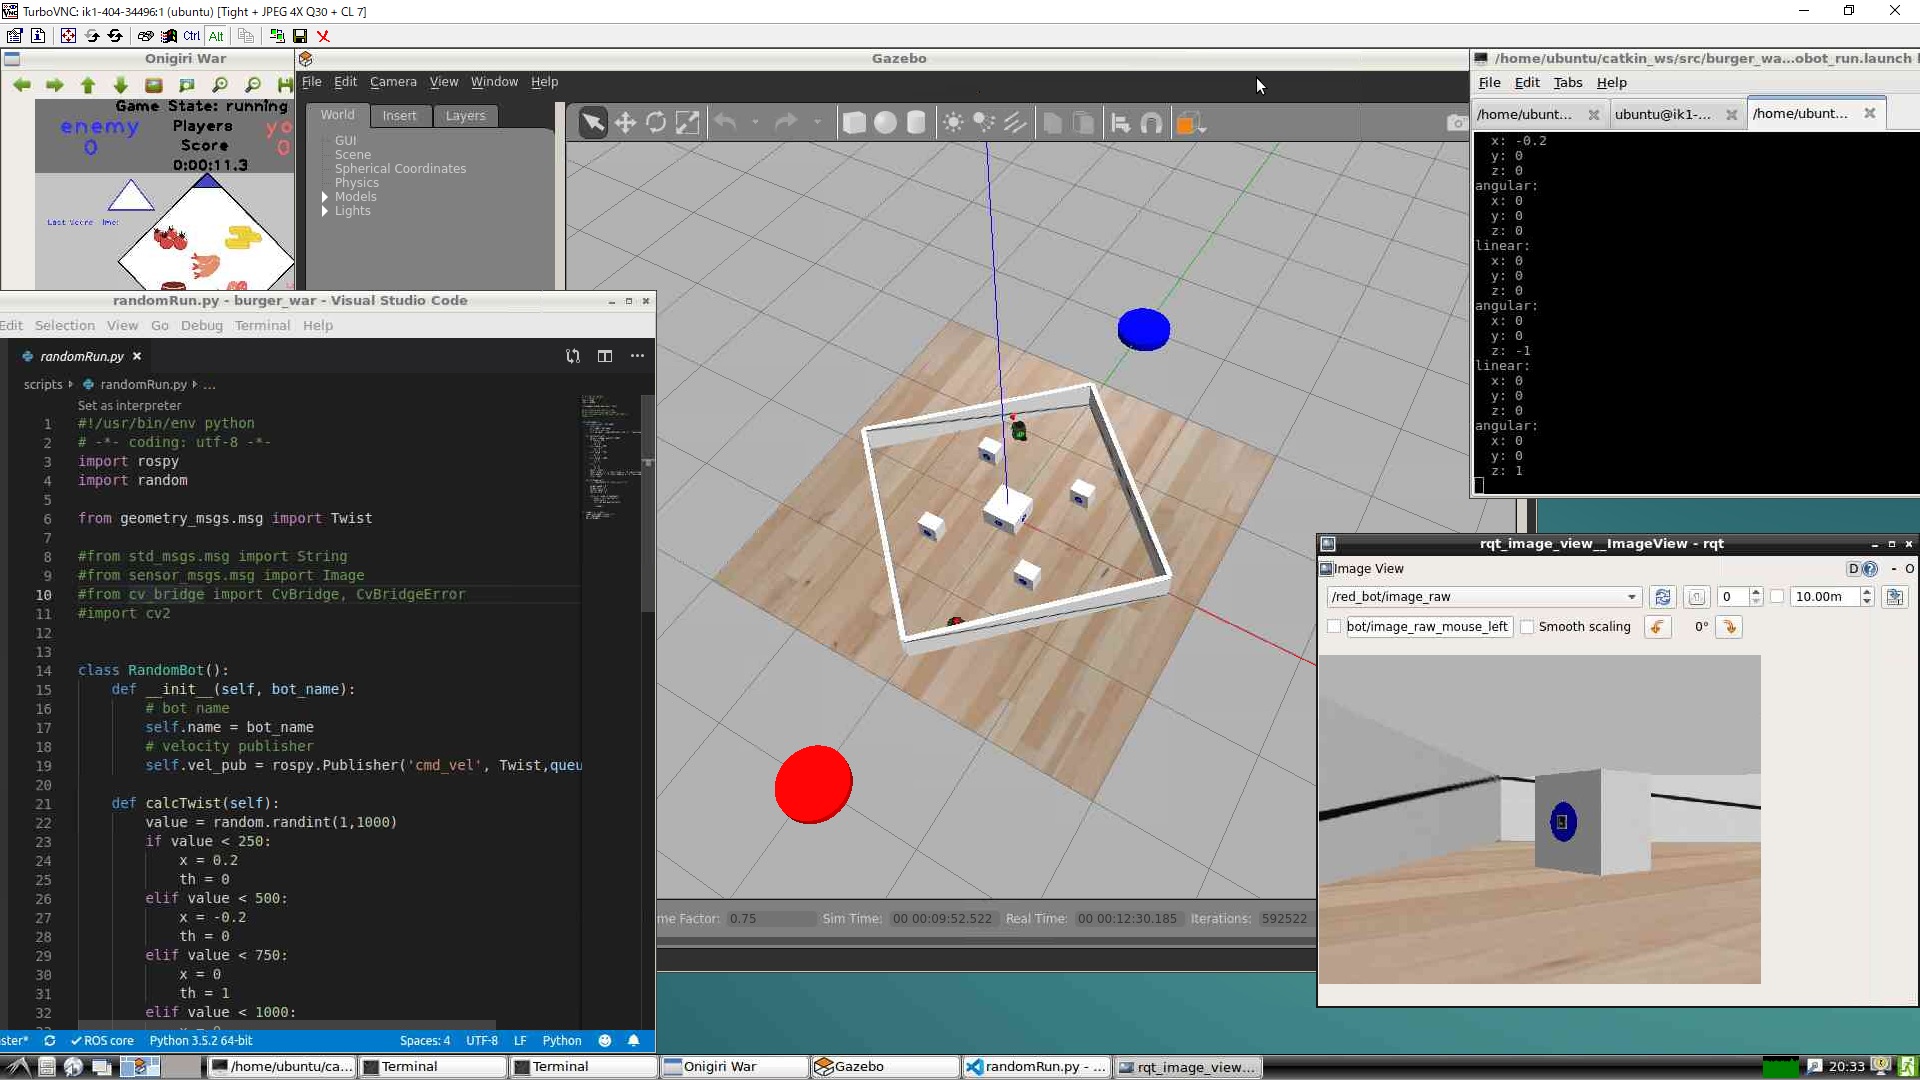 TurboVNC: ik1-404-34496:1 (ubuntu) [Tight + JPEG 4X Q30 + CL 7]
Ctrl Alt
Onigiri War
Game State: running
enemy Players yo
0 Score
0:00:11.3
Gazebo
File Edit Camera View Window Help
World Insert Layers
GUI
Scene
Spherical Coordinates
Physics
Models
Lights
me Factor: 0.75 Sim Time: 00 00:09:52.522 Real Time: 00 00:12:30.185 Iterations: 592522
/home/ubuntu/catkin_ws/src/burger_wa...obot_run.launch
File Edit Tabs Help
/home/ubunt... ubuntu@ik1-... /home/ubunt...
x: -0.2
y: 0
z: 0
angular:
x: 0
y: 0
z: 0
linear:
x: 0
y: 0
z: 0
angular:
x: 0
y: 0
z: -1
linear:
x: 0
y: 0
z: 0
angular:
x: 0
y: 0
z: 1
randomRun.py - burger_war - Visual Studio Code
Edit Selection View Go Debug Terminal Help
randomRun.py
scripts randomRun.py ...
Set as interpreter
1 #!/usr/bin/env python
2 # -*- coding: utf-8 -*-
3 import rospy
4 import random
5
6 from geometry_msgs.msg import Twist
7
8 #from std_msgs.msg import String
9 #from sensor_msgs.msg import Image
10 #from cv_bridge import CvBridge, CvBridgeError
11 #import cv2
12
13
14 class RandomBot():
15 def __init__(self, bot_name):
16 # bot name
17 self.name = bot_name
18 # velocity publisher
19 self.vel_pub = rospy.Publisher('cmd_vel', Twist,queu
20
21 def calcTwist(self):
22 value = random.randint(1,1000)
23 if value < 250:
24 x = 0.2
25 th = 0
26 elif value < 500:
27 x = -0.2
28 th = 0
29 elif value < 750:
30 x = 0
31 th = 1
32 elif value < 1000:
ster* ROS core Python 3.5.2 64-bit Spaces: 4 UTF-8 LF Python
rqt_image_view__ImageView - rqt
Image View D - O
/red_bot/image_raw 0 10.00m
bot/image_raw_mouse_left Smooth scaling 0°
/home/ubuntu/ca... Terminal Terminal Onigiri War Gazebo randomRun.py - ... rqt_image_view... 20:33